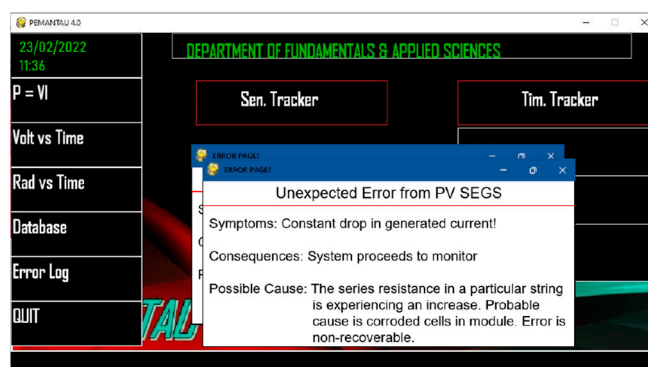 PEMANTAU 4.0
23/02/2022
11:36
DEPARTMENT OF FUNDAMENTALS & APPLIED SCIENCES
P = VI
Volt vs Time
Rad vs Time
Database
Error Log
QUIT
Sen. Tracker
Tim. Tracker
ERROR PAGE!
ERROR PAGE!
Unexpected Error from PV SEGS
Symptoms: Constant drop in generated current!
Consequences: System proceeds to monitor
Possible Cause: The series resistance in a particular string
is experiencing an increase. Probable
cause is corroded cells in module. Error is
non-recoverable.